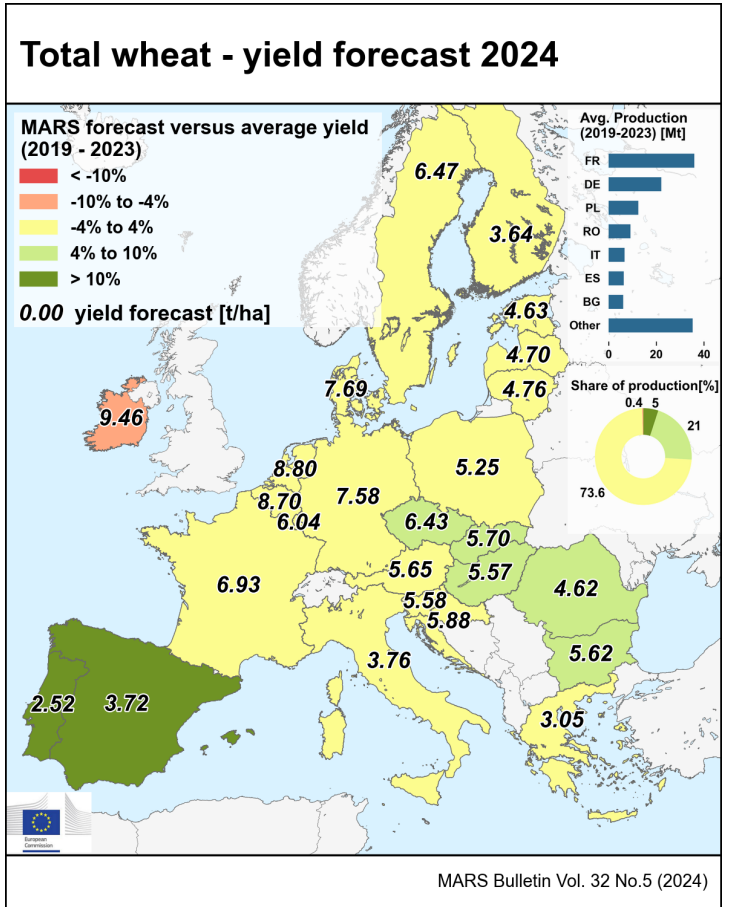 Total wheat - yield forecast 2024
MARS forecast versus average yield
(2019 - 2023)
< -10%
-10% to -4%
-4% to 4%
4% to 10%
> 10%
0.00 yield forecast [t/ha]
Avg. Production
(2019-2023) [Mt]
FR
DE
PL
RO
IT
ES
BG
Other
0 20 40
Share of production[%]
0.4 5
21
73.6
6.47
3.64
4.63
4.70
4.76
7.69
9.46
8.80
8.70
6.04
7.58
5.25
6.43
5.70
5.57
5.65
5.58
5.88
6.93
4.62
5.62
3.76
2.52
3.72
3.05
European
Commission
MARS Bulletin Vol. 32 No.5 (2024)